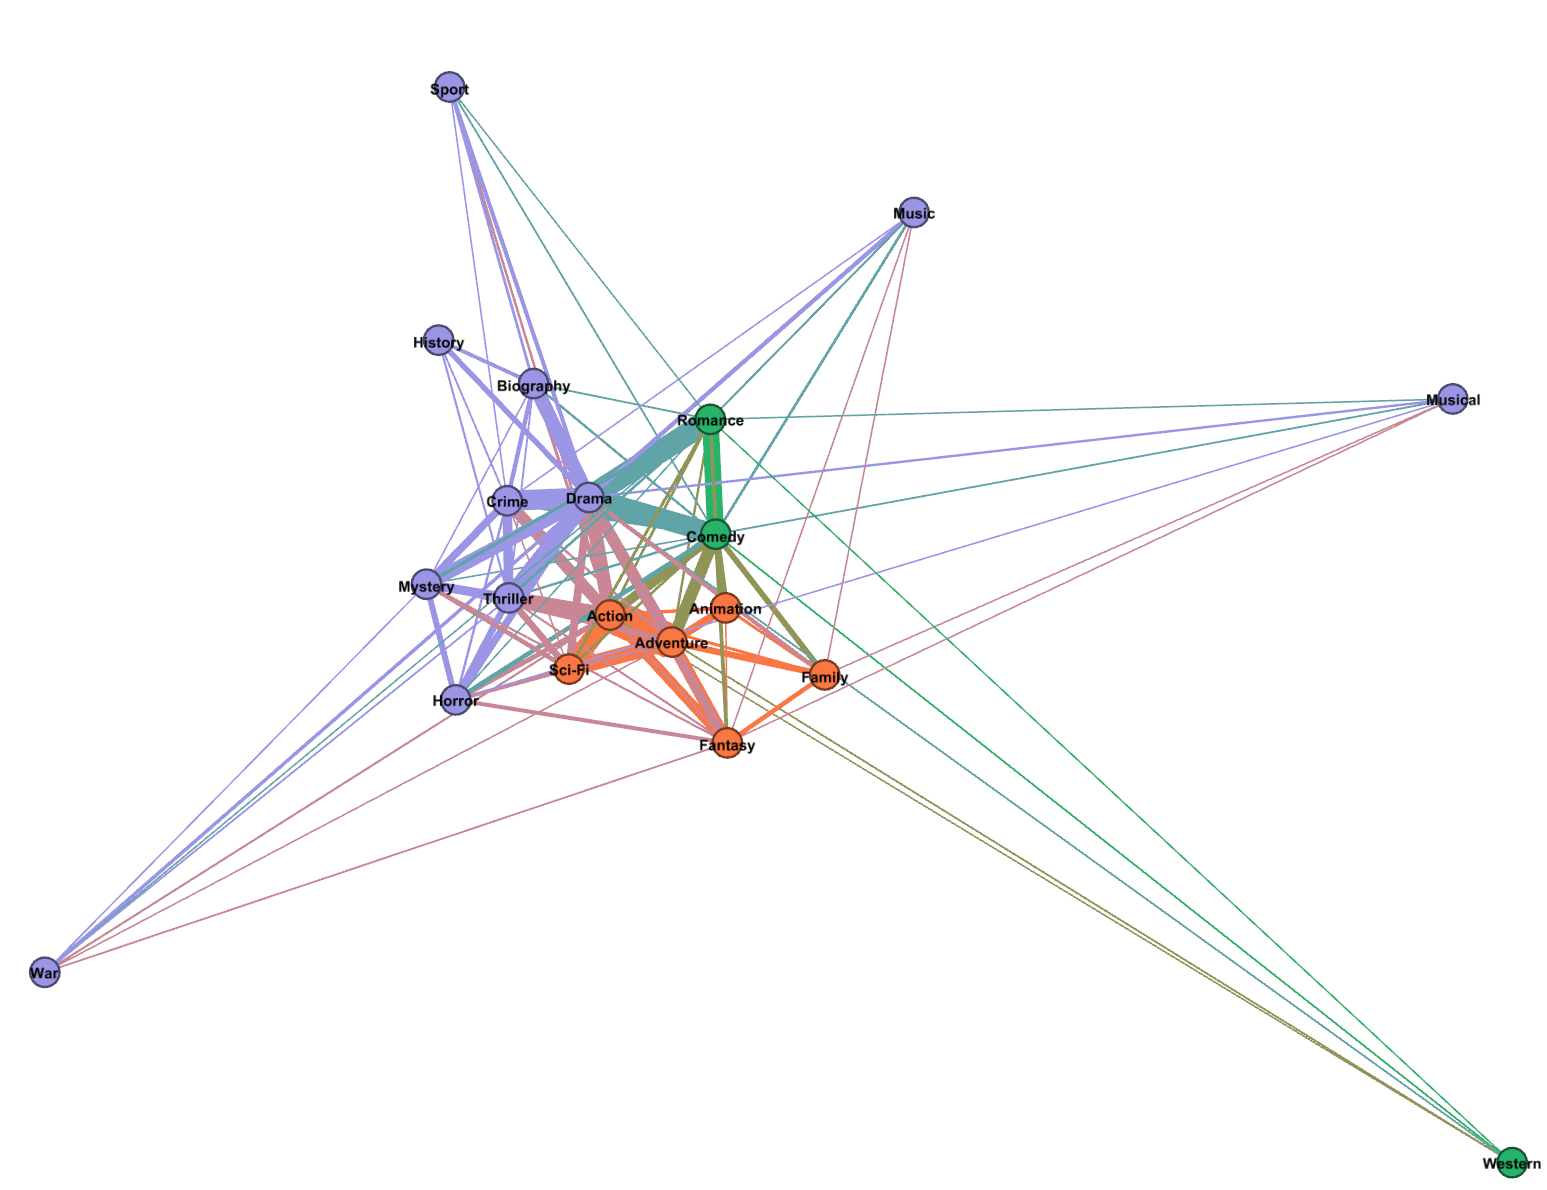 Sport
Music
History
Biography
Musical
Romance
Crime
Drama
Comedy
Mystery
Thriller
Animation
Action
Adventure
Sci-Fi
Family
Horror
Fantasy
War
Western